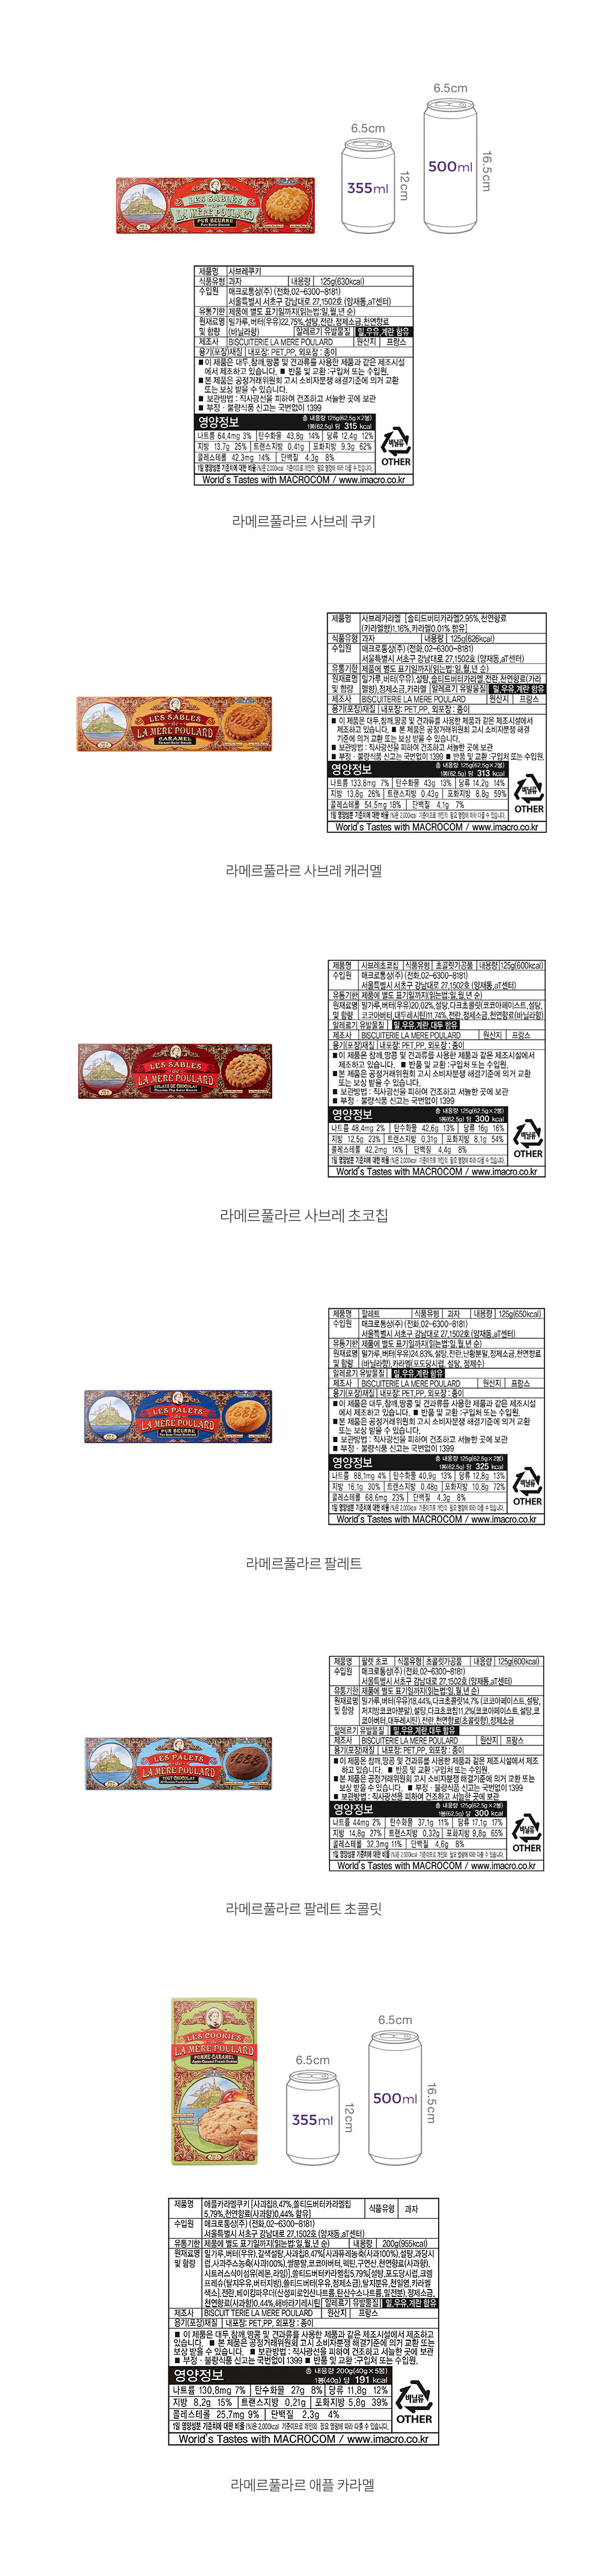 6.5cm
6.5cm
355ml
12cm
500ml
16.5cm
LES SABLÉS
de
LA MÈRE POULARD
PUR BEURRE
제품명 사브레쿠키
식품유형 과자 내용량 125g(630kcal)
수입원 매크로통상(주) (전화.02-6300-8181)
서울특별시 서초구 강남대로 27,1502호 (양재동,aT센터)
유통기한 제품에 별도 표기일까지(읽는법:일,월,년 순)
원재료명 및 함량 밀가루,버터(우유)22.75%,설탕,전란,정제소금,천연향료
(바닐라향) 알레르기 유발물질 밀,우유,계란 함유
제조사 BISCUITERIE LA MERE POULARD 원산지 프랑스
용기(포장)재질 내포장: PET,PP, 외포장 : 종이
■ 이 제품은 대두,참깨,땅콩 및 견과류를 사용한 제품과 같은 제조시설
에서 제조하고 있습니다. ■ 반품 및 교환 :구입처 또는 수입원.
■ 본 제품은 공정거래위원회 고시 소비자분쟁 해결기준에 의거 교환
또는 보상 받을 수 있습니다.
■ 보관방법 : 직사광선을 피하여 건조하고 서늘한 곳에 보관
■ 부정ㆍ불량식품 신고는 국번없이 1399
영양정보 총 내용량 125g(62.5g×2봉)
1봉(62.5g) 당 315 kcal
나트륨 64.4mg 3% 탄수화물 43.8g 14% 당류 12.4g 12%
지방 13.7g 25% 트랜스지방 0.41g 포화지방 9.3g 62%
콜레스테롤 42.3mg 14% 단백질 4.3g 8%
1일 영양성분 기준치에 대한 비율(%)은 2,000kcal 기준이므로 개인의 필요 열량에 따라 다를 수 있습니다.
비닐류
OTHER
World's Tastes with MACROCOM / www.imacro.co.kr
라메르풀라르 사브레 쿠키
제품명 사브레카라멜 [솔티드버터카라멜2.95%,천연향료
(카라멜향)1.16%,카라멜0.01% 함유]
식품유형 과자 내용량 125g(626kcal)
수입원 매크로통상(주) (전화.02-6300-8181)
서울특별시 서초구 강남대로 27,1502호 (양재동,aT센터)
유통기한 제품에 별도 표기일까지(읽는법:일,월,년 순)
원재료명 및 함량 밀가루,버터(우유),설탕,솔티드버터카라멜,전란,천연향료(카라
멜향),정제소금,카라멜 알레르기 유발물질 밀,우유,계란 함유
제조사 BISCUITERIE LA MERE POULARD 원산지 프랑스
용기(포장)재질 내포장: PET,PP, 외포장 : 종이
■ 이 제품은 대두,참깨,땅콩 및 견과류를 사용한 제품과 같은 제조시설에서
제조하고 있습니다. ■ 본 제품은 공정거래위원회 고시 소비자분쟁 해결
기준에 의거 교환 또는 보상 받을 수 있습니다.
■ 보관방법 : 직사광선을 피하여 건조하고 서늘한 곳에 보관
■ 부정ㆍ불량식품 신고는 국번없이 1399 ■ 반품 및 교환 :구입처 또는 수입원.
LES SABLÉS
de
LA MÈRE POULARD
CARAMEL
영양정보 총 내용량 125g(62.5g×2봉)
1봉(62.5g) 당 313 kcal
나트륨 133.8mg 7% 탄수화물 43g 13% 당류 14.2g 14%
지방 13.8g 26% 트랜스지방 0.43g 포화지방 8.8g 59%
콜레스테롤 54.5mg 18% 단백질 4.1g 7%
1일 영양성분 기준치에 대한 비율(%)은 2,000kcal 기준이므로 개인의 필요 열량에 따라 다를 수 있습니다.
비닐류
OTHER
World's Tastes with MACROCOM / www.imacro.co.kr
라메르풀라르 사브레 캐러멜
제품명 사브레초코칩 식품유형 초콜릿가공품 내용량 125g(600kcal)
수입원 매크로통상(주) (전화.02-6300-8181)
서울특별시 서초구 강남대로 27,1502호 (양재동,aT센터)
유통기한 제품에 별도 표기일까지(읽는법:일,월,년 순)
원재료명 및 함량 밀가루,버터(우유)20.02%,설탕,다크초콜릿(코코아페이스트,설탕,
코코아버터,대두레시틴)11.74%,전란,정제소금,천연향료(바닐라향)
알레르기 유발물질 밀,우유,계란,대두 함유
제조사 BISCUITERIE LA MERE POULARD 원산지 프랑스
용기(포장)재질 내포장: PET,PP, 외포장 : 종이
■ 이 제품은 참깨,땅콩 및 견과류를 사용한 제품과 같은 제조시설에서
제조하고 있습니다. ■ 반품 및 교환 :구입처 또는 수입원.
■ 본 제품은 공정거래위원회 고시 소비자분쟁 해결기준에 의거 교환
또는 보상 받을 수 있습니다.
■ 보관방법 : 직사광선을 피하여 건조하고 서늘한 곳에 보관
■ 부정ㆍ불량식품 신고는 국번없이 1399
LES SABLÉS
de
LA MÈRE POULARD
영양정보 총 내용량 125g(62.5g×2봉)
1봉(62.5g) 당 300 kcal
나트륨 48.4mg 2% 탄수화물 42.6g 13% 당류 16g 16%
지방 12.5g 23% 트랜스지방 0.31g 포화지방 8.1g 54%
콜레스테롤 42.2mg 14% 단백질 4.4g 8%
1일 영양성분 기준치에 대한 비율(%)은 2,000kcal 기준이므로 개인의 필요 열량에 따라 다를 수 있습니다.
비닐류
OTHER
World's Tastes with MACROCOM / www.imacro.co.kr
라메르풀라르 사브레 초코칩
제품명 팔레트 식품유형 과자 내용량 125g(650kcal)
수입원 매크로통상(주) (전화.02-6300-8181)
서울특별시 서초구 강남대로 27,1502호 (양재동,aT센터)
유통기한 제품에 별도 표기일까지(읽는법:일,월,년 순)
원재료명 및 함량 밀가루,버터(우유)24.83%,설탕,전란,난황분말,정제소금,천연향료
(바닐라향),카라멜(포도당시럽, 설탕, 정제수)
알레르기 유발물질 밀,우유,계란 함유
제조사 BISCUITERIE LA MERE POULARD 원산지 프랑스
용기(포장)재질 내포장: PET,PP, 외포장 : 종이
■ 이 제품은 대두,참깨,땅콩 및 견과류를 사용한 제품과 같은 제조시설
에서 제조하고 있습니다. ■ 반품 및 교환 :구입처 또는 수입원.
■ 본 제품은 공정거래위원회 고시 소비자분쟁 해결기준에 의거 교환
또는 보상 받을 수 있습니다.
■ 보관방법 : 직사광선을 피하여 건조하고 서늘한 곳에 보관
■ 부정ㆍ불량식품 신고는 국번없이 1399
LES PALETS
de
LA MÈRE POULARD
PUR BEURRE
영양정보 총 내용량 125g(62.5g×2봉)
1봉(62.5g) 당 325 kcal
나트륨 88.1mg 4% 탄수화물 40.9g 13% 당류 12.8g 13%
지방 16.1g 30% 트랜스지방 0.48g 포화지방 10.8g 72%
콜레스테롤 68.6mg 23% 단백질 4.3g 8%
1일 영양성분 기준치에 대한 비율(%)은 2,000kcal 기준이므로 개인의 필요 열량에 따라 다를 수 있습니다.
비닐류
OTHER
World's Tastes with MACROCOM / www.imacro.co.kr
라메르풀라르 팔레트
제품명 팔렛 초코 식품유형 초콜릿가공품 내용량 125g(600kcal)
수입원 매크로통상(주) (전화.02-6300-8181)
서울특별시 서초구 강남대로 27,1502호 (양재동,aT센터)
유통기한 제품에 별도 표기일까지(읽는법:일,월,년 순)
원재료명 및 함량 밀가루,버터(우유)18.44%,다크초콜릿14.7% (코코아페이스트,설탕,
저지방코코아분말),설탕,다크초코칩11.2%(코코아페이스트,설탕,코
코아버터,대두레시틴),전란,천연향료(초콜릿향),정제소금
알레르기 유발물질 밀,우유,계란,대두 함유
제조사 BISCUITERIE LA MERE POULARD 원산지 프랑스
용기(포장)재질 내포장: PET,PP, 외포장 : 종이
■ 이 제품은 참깨,땅콩 및 견과류를 사용한 제품과 같은 제조시설에서 제조
하고 있습니다. ■ 반품 및 교환 :구입처 또는 수입원.
■ 본 제품은 공정거래위원회 고시 소비자분쟁 해결기준에 의거 교환 또는
보상 받을 수 있습니다. ■ 부정ㆍ불량식품 신고는 국번없이 1399
■ 보관방법 : 직사광선을 피하여 건조하고 서늘한 곳에 보관
LES PALETS
de
LA MÈRE POULARD
TOUT CHOCOLAT
영양정보 총 내용량 125g(62.5g×2봉)
1봉(62.5g) 당 300 kcal
나트륨 44mg 2% 탄수화물 37.1g 11% 당류 17.1g 17%
지방 14.8g 27% 트랜스지방 0.32g 포화지방 9.8g 65%
콜레스테롤 32.3mg 11% 단백질 4.6g 8%
1일 영양성분 기준치에 대한 비율(%)은 2,000kcal 기준이므로 개인의 필요 열량에 따라 다를 수 있습니다.
비닐류
OTHER
World's Tastes with MACROCOM / www.imacro.co.kr
라메르풀라르 팔레트 초콜릿
LES COOKIES
de
LA MÈRE POULARD
POMME-CARAMEL
6.5cm
6.5cm
355ml
12cm
500ml
16.5cm
제품명 애플카라멜쿠키 [사과칩8.47%,솔티드버터카라멜칩
5.79%,천연향료(사과향)0.44% 함유] 식품유형 과자
수입원 매크로통상(주) (전화.02-6300-8181)
서울특별시 서초구 강남대로 27,1502호 (양재동,aT센터)
유통기한 제품에 별도 표기일까지(읽는법:일,월,년 순) 내용량 200g(955kcal)
원재료명 및 함량 밀가루,버터(우유),갈색설탕,사과칩8.47%[사과퓨레농축(사과100%),설탕,과당시
럽,사과주스농축(사과100%),쌀분말,코코아버터,펙틴,구연산,천연향료(사과향),
시트러스식이섬유(레몬,라임)],솔티드버터카라멜칩5.79%[설탕,포도당시럽,크렘
프레슈(탈지우유,버터지방),솔티드버터(우유,정제소금),탈지분유,천일염,카라멜
색소],전란,베이킹파우더(산성피로인산나트륨,탄산수소나트륨,밀전분),정제소금,
천연향료(사과향)0.44%,해바라기레시틴 알레르기 유발물질 밀,우유,계란 함유
제조사 BISCUIT TERIE LA MERE POULARD 원산지 프랑스
용기(포장)재질 내포장: PET,PP, 외포장 : 종이
■ 이 제품은 대두,참깨,땅콩 및 견과류를 사용한 제품과 같은 제조시설에서 제조하고
있습니다. ■ 본 제품은 공정거래위원회 고시 소비자분쟁 해결기준에 의거 교환 또는
보상 받을 수 있습니다. ■ 보관방법 : 직사광선을 피하여 건조하고 서늘한 곳에 보관
■ 부정ㆍ불량식품 신고는 국번없이 1399 ■ 반품 및 교환 :구입처 또는 수입원.
영양정보 총 내용량 200g(40g×5봉)
1봉(40g) 당 191 kcal
나트륨 130.8mg 7% 탄수화물 27g 8% 당류 11.8g 12%
지방 8.2g 15% 트랜스지방 0.21g 포화지방 5.8g 39%
콜레스테롤 25.7mg 9% 단백질 2.3g 4%
1일 영양성분 기준치에 대한 비율(%)은 2,000kcal 기준이므로 개인의 필요 열량에 따라 다를 수 있습니다.
비닐류
OTHER
World's Tastes with MACROCOM / www.imacro.co.kr
라메르풀라르 애플 카라멜